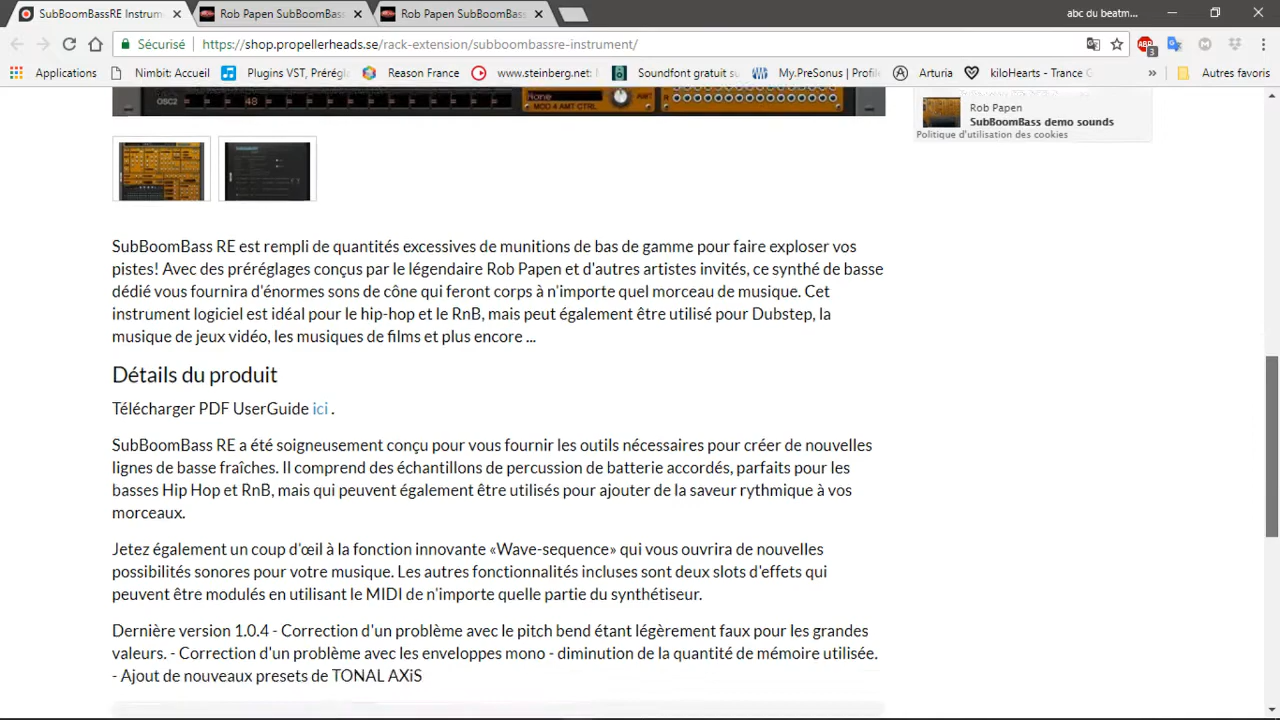 SubBoomBassRE Instrum
Rob Papen SubBoomBass
Rob Papen SubBoomBass
abc du beatm...
Sécurisé
https://shop.propellerheads.se/rack-extension/subboombassre-instrument/
3
Applications
Nimbit: Accueil
Plugins VST, Prérégla
Reason France
www.steinberg.net:
Soundfont gratuit su
My.PreSonus | Profile
Arturia
kiloHearts - Trance G
»
Autres favoris
OSC2
48
None
MOD 4 AMT CTRL
AMT
R
Rob Papen
SubBoomBass demo sounds
Politique d'utilisation des cookies
SubBoomBass RE est rempli de quantités excessives de munitions de bas de gamme pour faire exploser vos
pistes! Avec des préréglages conçus par le légendaire Rob Papen et d'autres artistes invités, ce synthé de basse
dédié vous fournira d'énormes sons de cône qui feront corps à n'importe quel morceau de musique. Cet
instrument logiciel est idéal pour le hip-hop et le RnB, mais peut également être utilisé pour Dubstep, la
musique de jeux vidéo, les musiques de films et plus encore ...
Détails du produit
Télécharger PDF UserGuide ici .
SubBoomBass RE a été soigneusement conçu pour vous fournir les outils nécessaires pour créer de nouvelles
lignes de basse fraîches. Il comprend des échantillons de percussion de batterie accordés, parfaits pour les
basses Hip Hop et RnB, mais qui peuvent également être utilisés pour ajouter de la saveur rythmique à vos
morceaux.
Jetez également un coup d'œil à la fonction innovante «Wave-sequence» qui vous ouvrira de nouvelles
possibilités sonores pour votre musique. Les autres fonctionnalités incluses sont deux slots d'effets qui
peuvent être modulés en utilisant le MIDI de n'importe quelle partie du synthétiseur.
Dernière version 1.0.4 - Correction d'un problème avec le pitch bend étant légèrement faux pour les grandes
valeurs. - Correction d'un problème avec les enveloppes mono - diminution de la quantité de mémoire utilisée.
- Ajout de nouveaux presets de TONAL AXiS